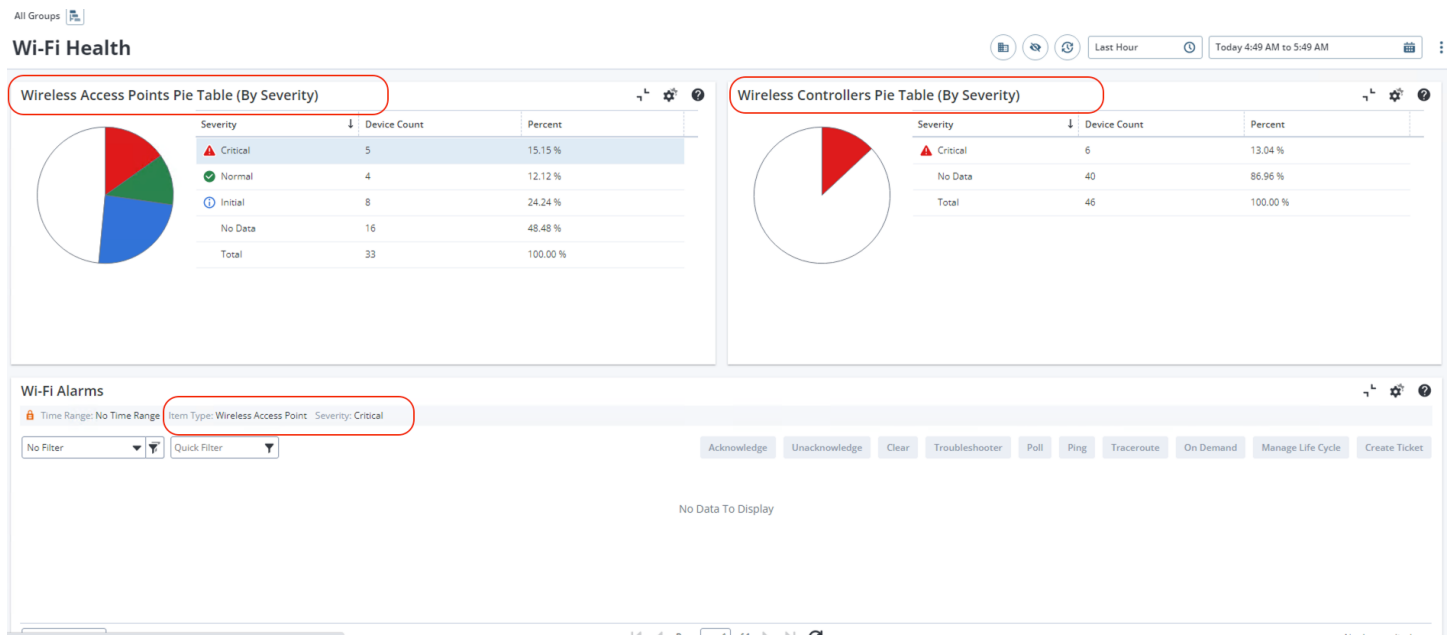 All Groups
Wi-Fi Health
Last Hour
Today 4:49 AM to 5:49 AM
Wireless Access Points Pie Table (By Severity)
Severity Device Count Percent
Critical 5 15.15 %
Normal 4 12.12 %
Initial 8 24.24 %
No Data 16 48.48 %
Total 33 100.00 %
Wireless Controllers Pie Table (By Severity)
Severity Device Count Percent
Critical 6 13.04 %
No Data 40 86.96 %
Total 46 100.00 %
Wi-Fi Alarms
Time Range: No Time Range Item Type: Wireless Access Point Severity: Critical
No Filter Quick Filter Acknowledge Unacknowledge Clear Troubleshooter Poll Ping Traceroute On Demand Manage Life Cycle Create Ticket
No Data To Display